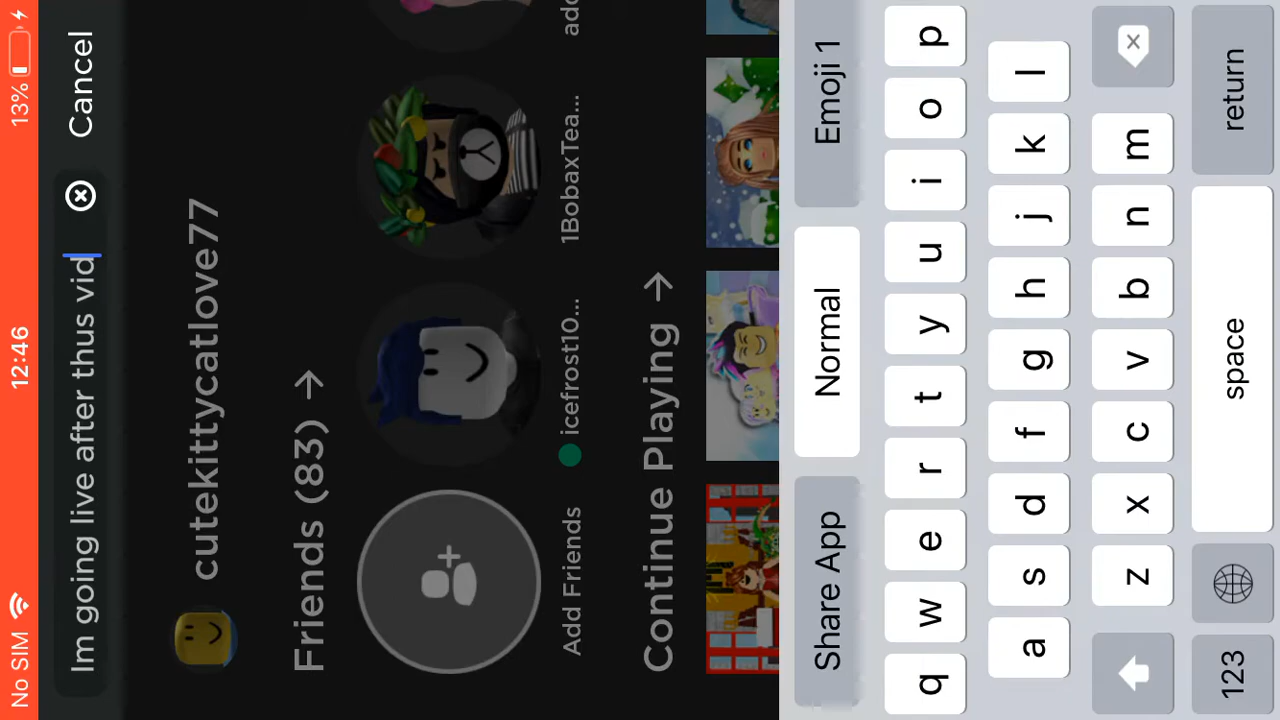 No SIM 12:46 13%
Im going live after thus vid Cancel
cutekittycatlove77
Friends (83) →
Add Friends icefrost10... 1BobaxTea... add
Continue Playing →
Share App Normal Emoji 1
q w e r t y u i o p
a s d f g h j k l
z x c v b n m
123 space return